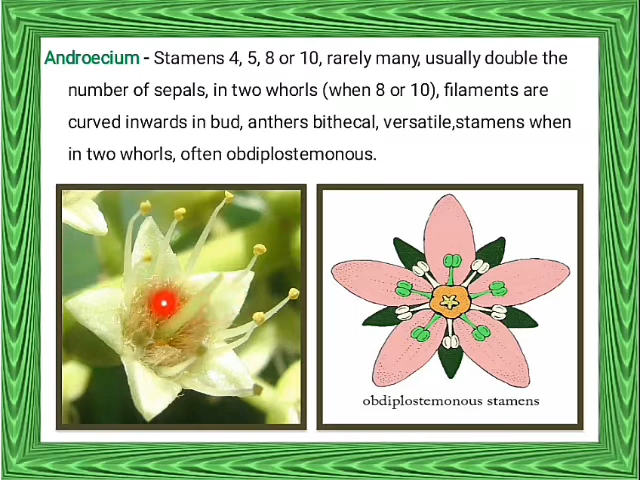 Androecium - Stamens 4, 5, 8 or 10, rarely many, usually double the
number of sepals, in two whorls (when 8 or 10), filaments are
curved inwards in bud, anthers bithecal, versatile,stamens when
in two whorls, often obdiplostemonous.
obdiplostemonous stamens